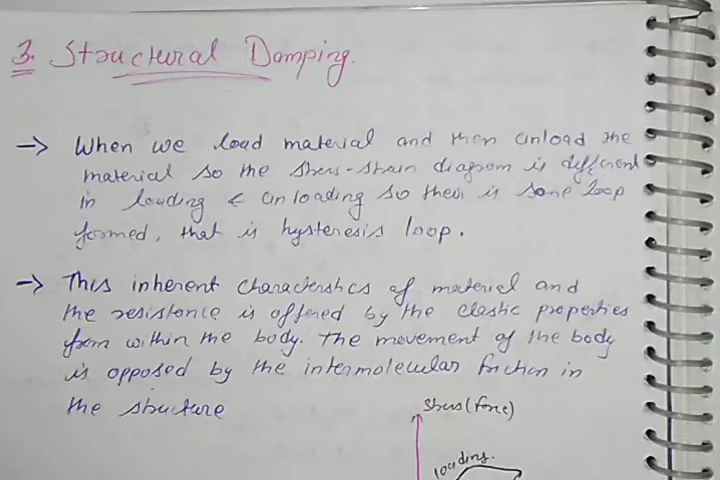 3. Structural Damping.
→ When we load material and then unload the
material so the stress-strain diagram is different
in loading & unloading so their is some loop
formed, that is hysteresis loop.
→ This inherent characterstics of material and
the resistence is offered by the elastic properties
from within the body. The movement of the body
is opposed by the intermolecular friction in
the structure
Stress (force)
loading.